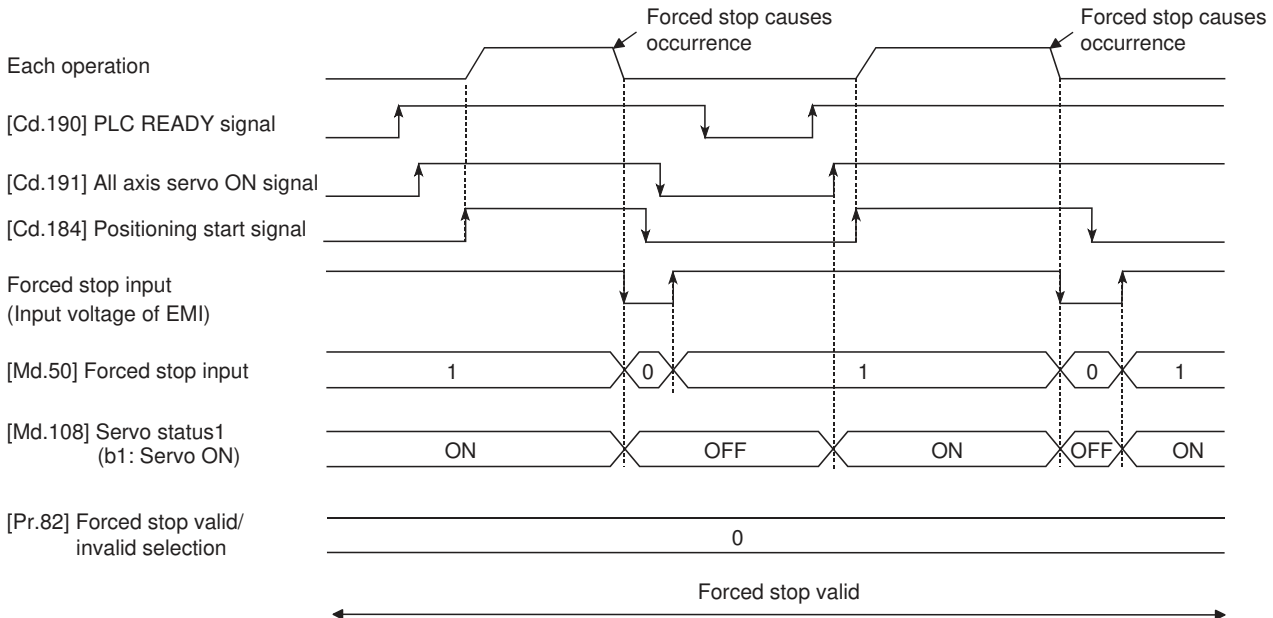 Forced stop causes
occurrence
Forced stop causes
occurrence
Each operation
[Cd.190] PLC READY signal
[Cd.191] All axis servo ON signal
[Cd.184] Positioning start signal
Forced stop input
(Input voltage of EMI)
[Md.50] Forced stop input
1 0 1 0 1
[Md.108] Servo status1
(b1: Servo ON)
ON OFF ON OFF ON
[Pr.82] Forced stop valid/
invalid selection
0
Forced stop valid